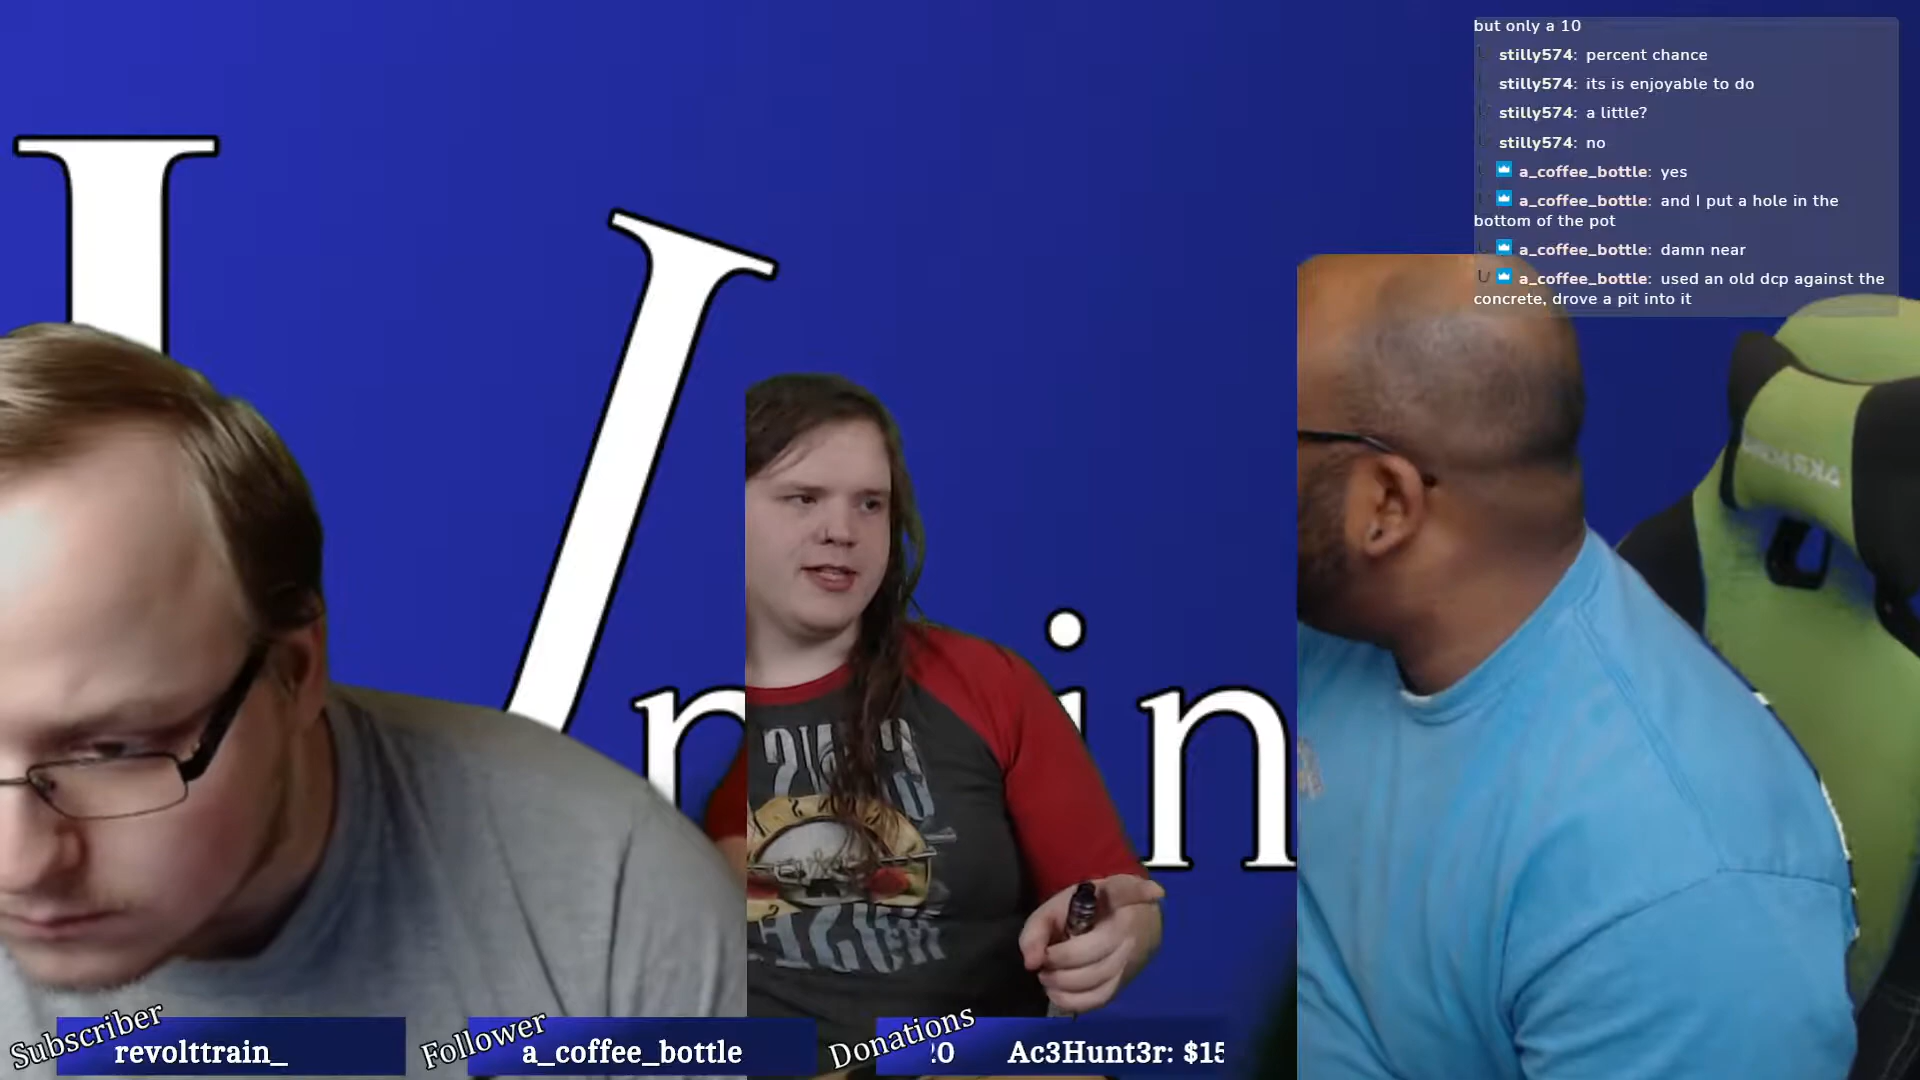 but only a 10
stilly574: percent chance
stilly574: its is enjoyable to do
stilly574: a little?
stilly574: no
a_coffee_bottle: yes
a_coffee_bottle: and I put a hole in the
bottom of the pot
a_coffee_bottle: damn near
a_coffee_bottle: used an old dcp against the
concrete, drove a pit into it
AKRACING
Subscriber
revolttrain_
Follower
a_coffee_bottle
Donations
20 Ac3Hunt3r: $15